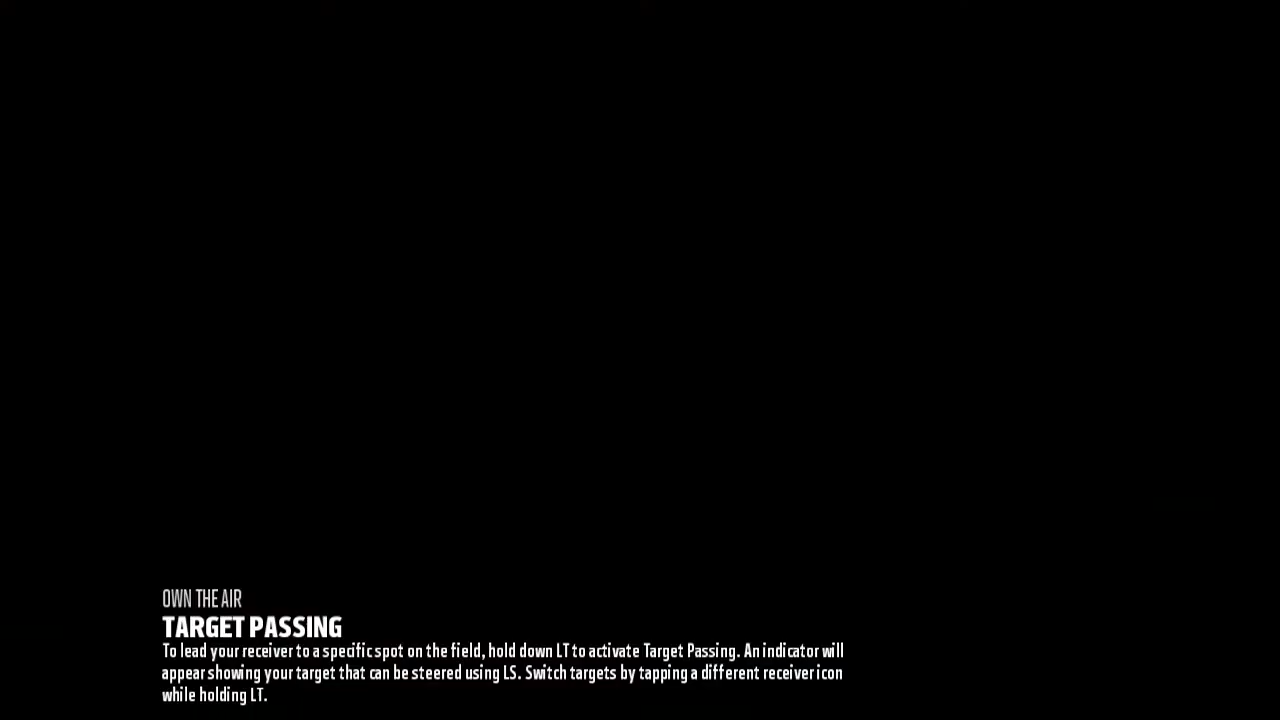 OWN THE AIR
TARGET PASSING
To lead your receiver to a specific spot on the field, hold down LT to activate Target Passing. An indicator will
appear showing your target that can be steered using LS. Switch targets by tapping a different receiver icon
while holding LT.